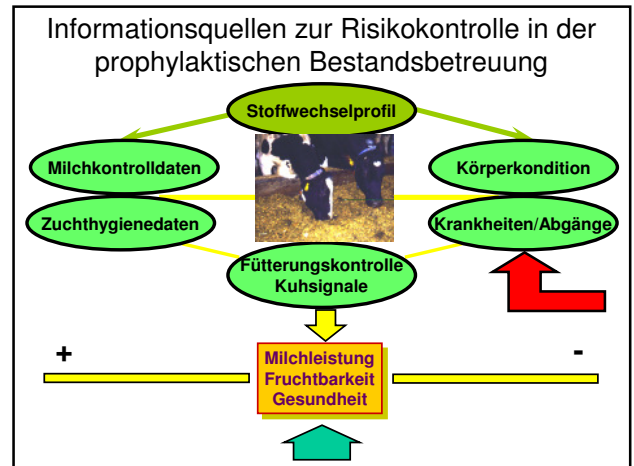 Informationsquellen zur Risikokontrolle in der
prophylaktischen Bestandsbetreuung
Stoffwechselprofil
Milchkontrolldaten
Körperkondition
Zuchthygienedaten
Krankheiten/Abgänge
Fütterungskontrolle
Kuhsignale
+
-
Milchleistung
Fruchtbarkeit
Gesundheit